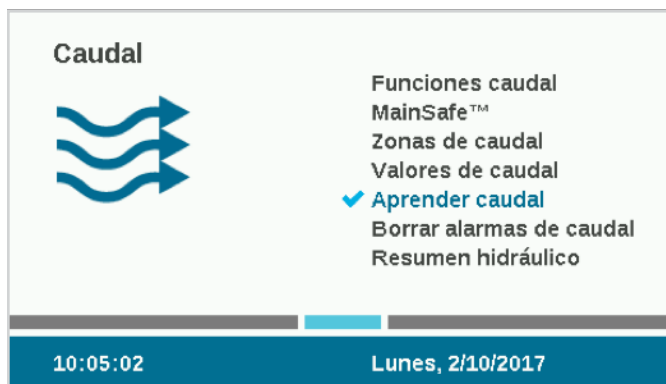 Caudal
Funciones caudal
MainSafe™
Zonas de caudal
Valores de caudal
Aprender caudal
Borrar alarmas de caudal
Resumen hidráulico
10:05:02
Lunes, 2/10/2017